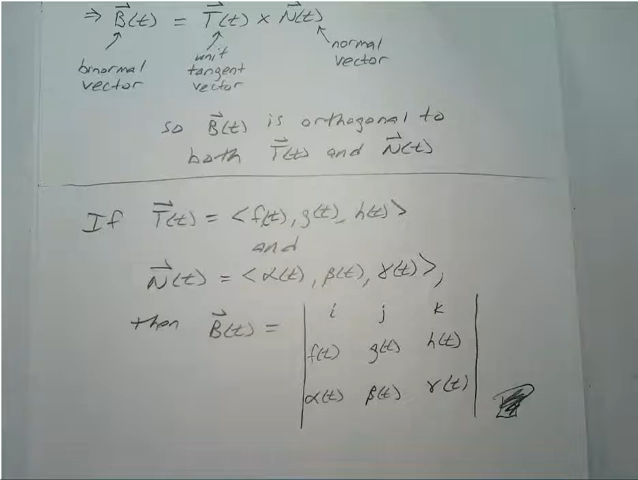 ⇒ B⃗(t) = T⃗(t) × N⃗(t)
binormal vector
unit tangent vector
normal vector
so B⃗(t) is orthogonal to
both T⃗(t) and N⃗(t)
If T⃗(t) = <f(t), g(t), h(t)>
and
N⃗(t) = <α(t), β(t), γ(t)>,
then B⃗(t) =
i j k
f(t) g(t) h(t)
α(t) β(t) γ(t)